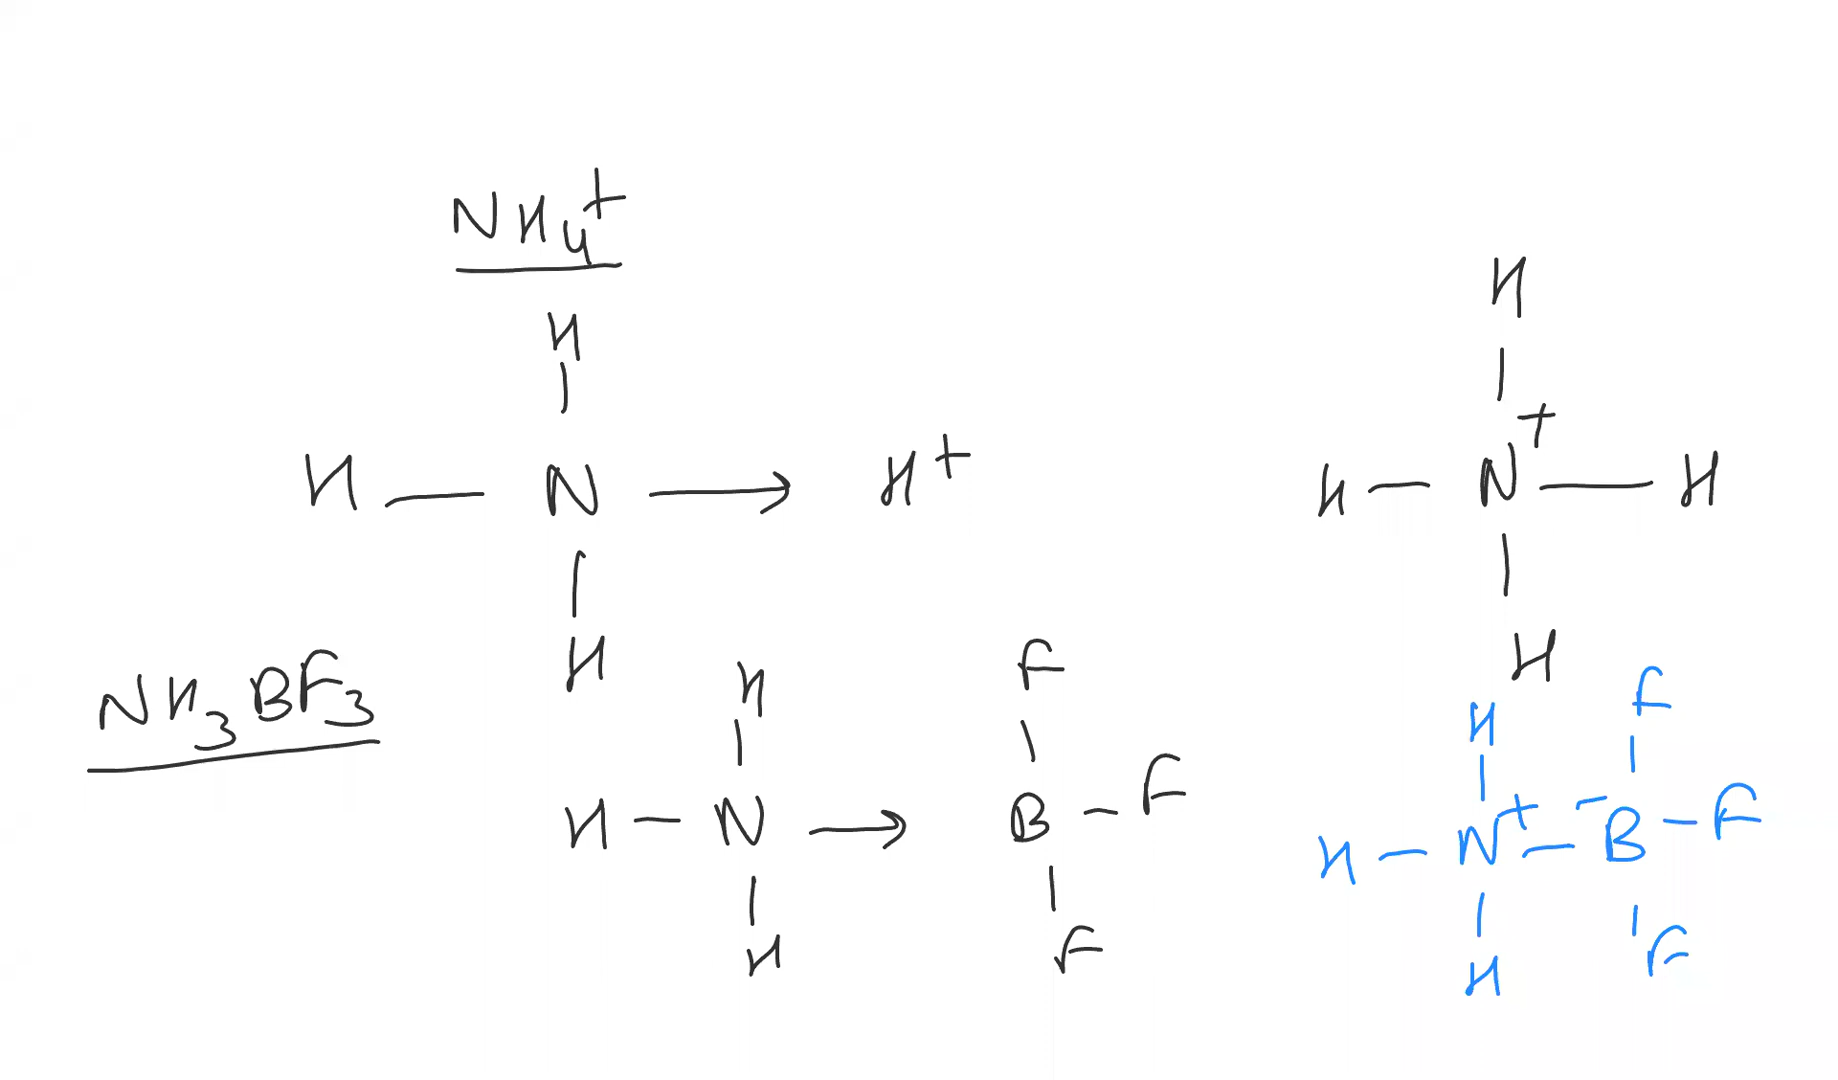 NH4+
H
H
H — N → H+
H — N+ — H
H
H
NH3BF3
H
F
H
F
H — N → B — F
H — N+ — -B — F
H
F
H
F